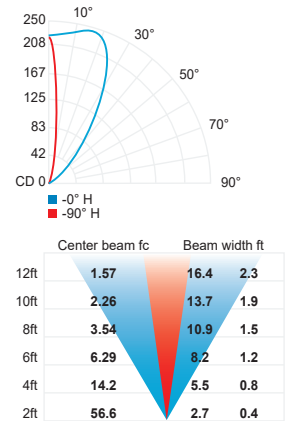 250 10°
208 30°
167 50°
125 70°
83
42
CD 0 90°
-0° H
-90° H
Center beam fc Beam width ft
12ft 1.57 16.4 2.3
10ft 2.26 13.7 1.9
8ft 3.54 10.9 1.5
6ft 6.29 8.2 1.2
4ft 14.2 5.5 0.8
2ft 56.6 2.7 0.4